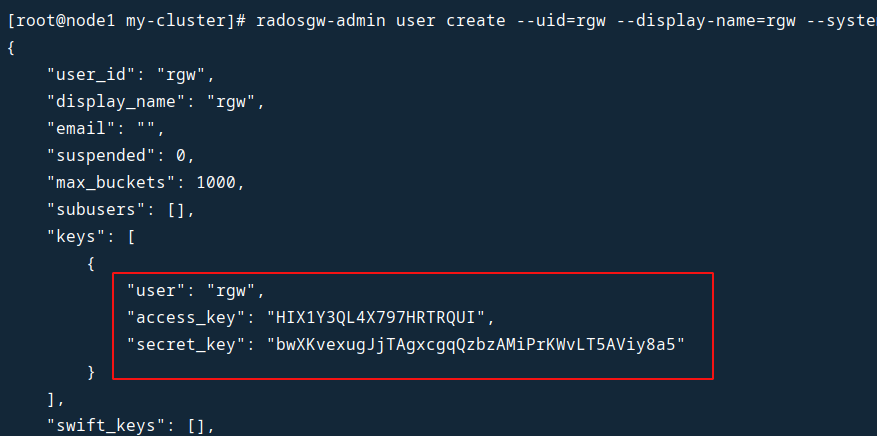 [root@node1 my-cluster]# radosgw-admin user create --uid=rgw --display-name=rgw --syste
{
    "user_id": "rgw",
    "display_name": "rgw",
    "email": "",
    "suspended": 0,
    "max_buckets": 1000,
    "subusers": [],
    "keys": [
        {
            "user": "rgw",
            "access_key": "HIX1Y3QL4X797HRTRQUI",
            "secret_key": "bwXKvexugJjTAgxcgqQzbzAMiPrKWvLT5AViy8a5"
        }
    ],
    "swift_keys": [],